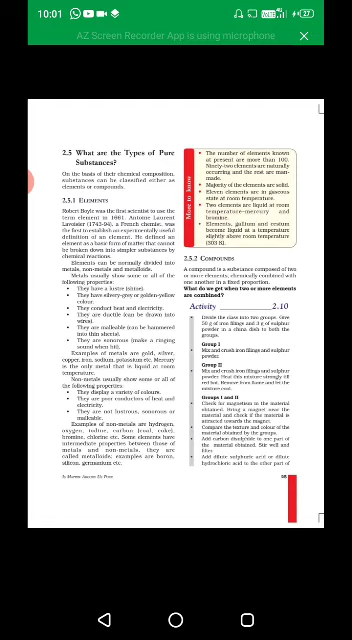 10:01
27
AZ Screen Recorder App is using microphone
2.5 What are the Types of Pure
Substances?
On the basis of their chemical composition,
substances can be classified either as
elements or compounds.
2.5.1 ELEMENTS
Robert Boyle was the first scientist to use the
term element in 1661. Antoine Laurent
Lavoisier (1743-94), a French chemist, was
the first to establish an experimentally useful
definition of an element. He defined an
element as a basic form of matter that cannot
be broken down into simpler substances by
chemical reactions.
Elements can be normally divided into
metals, non-metals and metalloids.
Metals usually show some or all of the
following properties:
• They have a lustre (shine).
• They have silvery-grey or golden-yellow
colour.
• They conduct heat and electricity.
• They are ductile (can be drawn into
wires).
• They are malleable (can be hammered
into thin sheets).
• They are sonorous (make a ringing
sound when hit).
Examples of metals are gold, silver,
copper, iron, sodium, potassium etc. Mercury
is the only metal that is liquid at room
temperature.
Non-metals usually show some or all of
the following properties:
• They display a variety of colours.
• They are poor conductors of heat and
electricity.
• They are not lustrous, sonorous or
malleable.
Examples of non-metals are hydrogen,
oxygen, iodine, carbon (coal, coke),
bromine, chlorine etc. Some elements have
intermediate properties between those of
metals and non-metals, they are
called metalloids; examples are boron,
silicon, germanium etc.
More to know
• The number of elements known
at present are more than 100.
Ninety-two elements are naturally
occurring and the rest are man-
made.
• Majority of the elements are solid.
• Eleven elements are in gaseous
state at room temperature.
• Two elements are liquid at room
temperature–mercury and
bromine.
• Elements, gallium and cesium
become liquid at a temperature
slightly above room temperature
(303 K).
2.5.2 COMPOUNDS
A compound is a substance composed of two
or more elements, chemically combined with
one another in a fixed proportion.
What do we get when two or more elements
are combined?
Activity 2.10
• Divide the class into two groups. Give
50 g of iron filings and 3 g of sulphur
powder in a china dish to both the
groups.
Group I
• Mix and crush iron filings and sulphur
powder.
Group II
• Mix and crush iron filings and sulphur
powder. Heat this mixture strongly till
red hot. Remove from flame and let the
mixture cool.
Groups I and II
• Check for magnetism in the material
obtained. Bring a magnet near the
material and check if the material is
attracted towards the magnet.
• Compare the texture and colour of the
material obtained by the groups.
• Add carbon disulphide to one part of
the material obtained. Stir well and
filter.
• Add dilute sulphuric acid or dilute
hydrochloric acid to the other part of